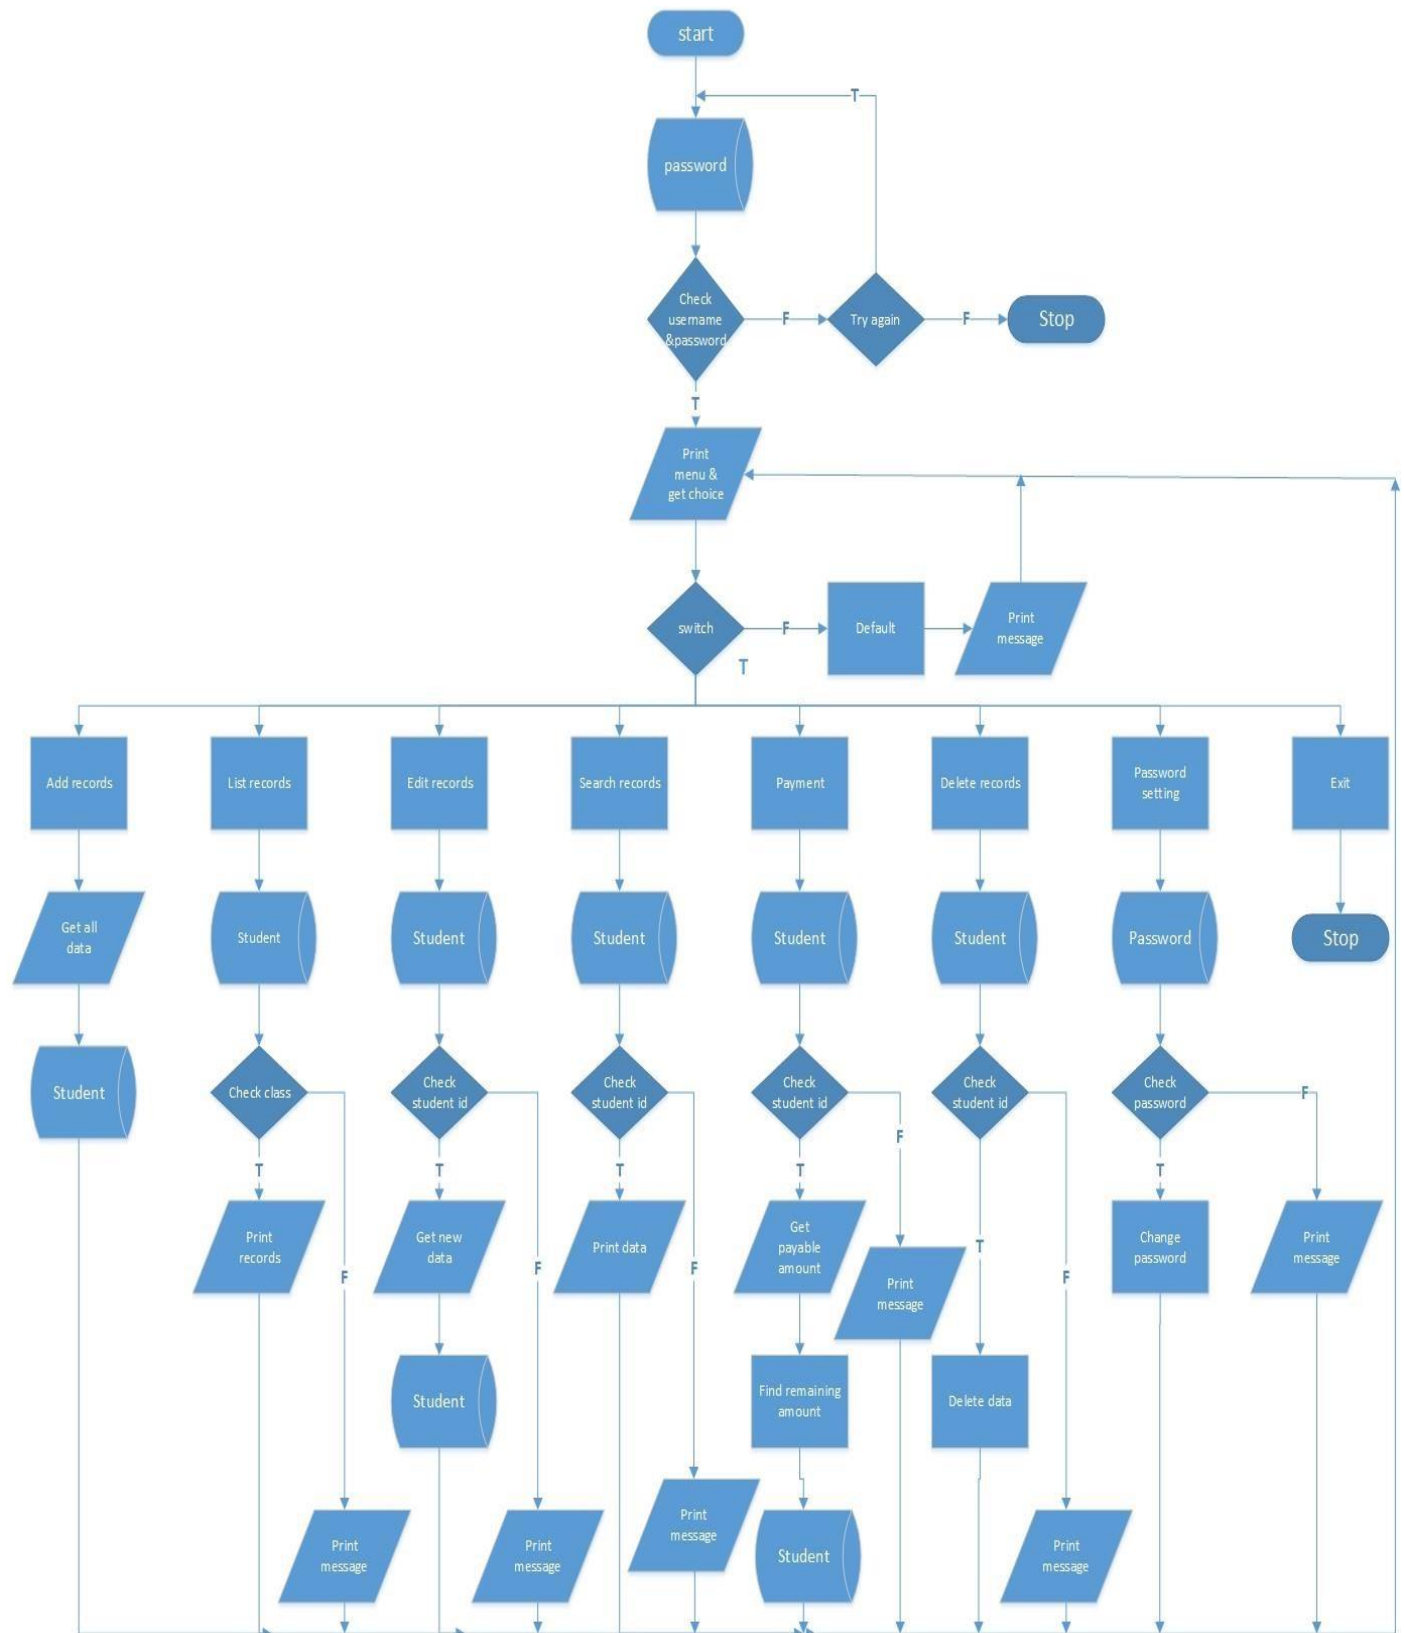 start
T
password
Check
username
&password
F
Try again
F
Stop
T
Print
menu &
get choice
switch
F
Default
Print
message
T
Add records
List records
Edit records
Search records
Payment
Delete records
Password
setting
Exit
Get all
data
Student
Student
Student
Student
Student
Password
Stop
Student
Check class
Check
student id
Check
student id
Check
student id
Check
student id
Check
password
F
F
T
T
T
T
T
Print
records
Get new
data
Print data
Get
payable
amount
Print
message
T
Change
password
Print
message
F
F
F
F
Student
Find remaining
amount
Delete data
Print
message
Print
message
Print
message
Student
Print
message